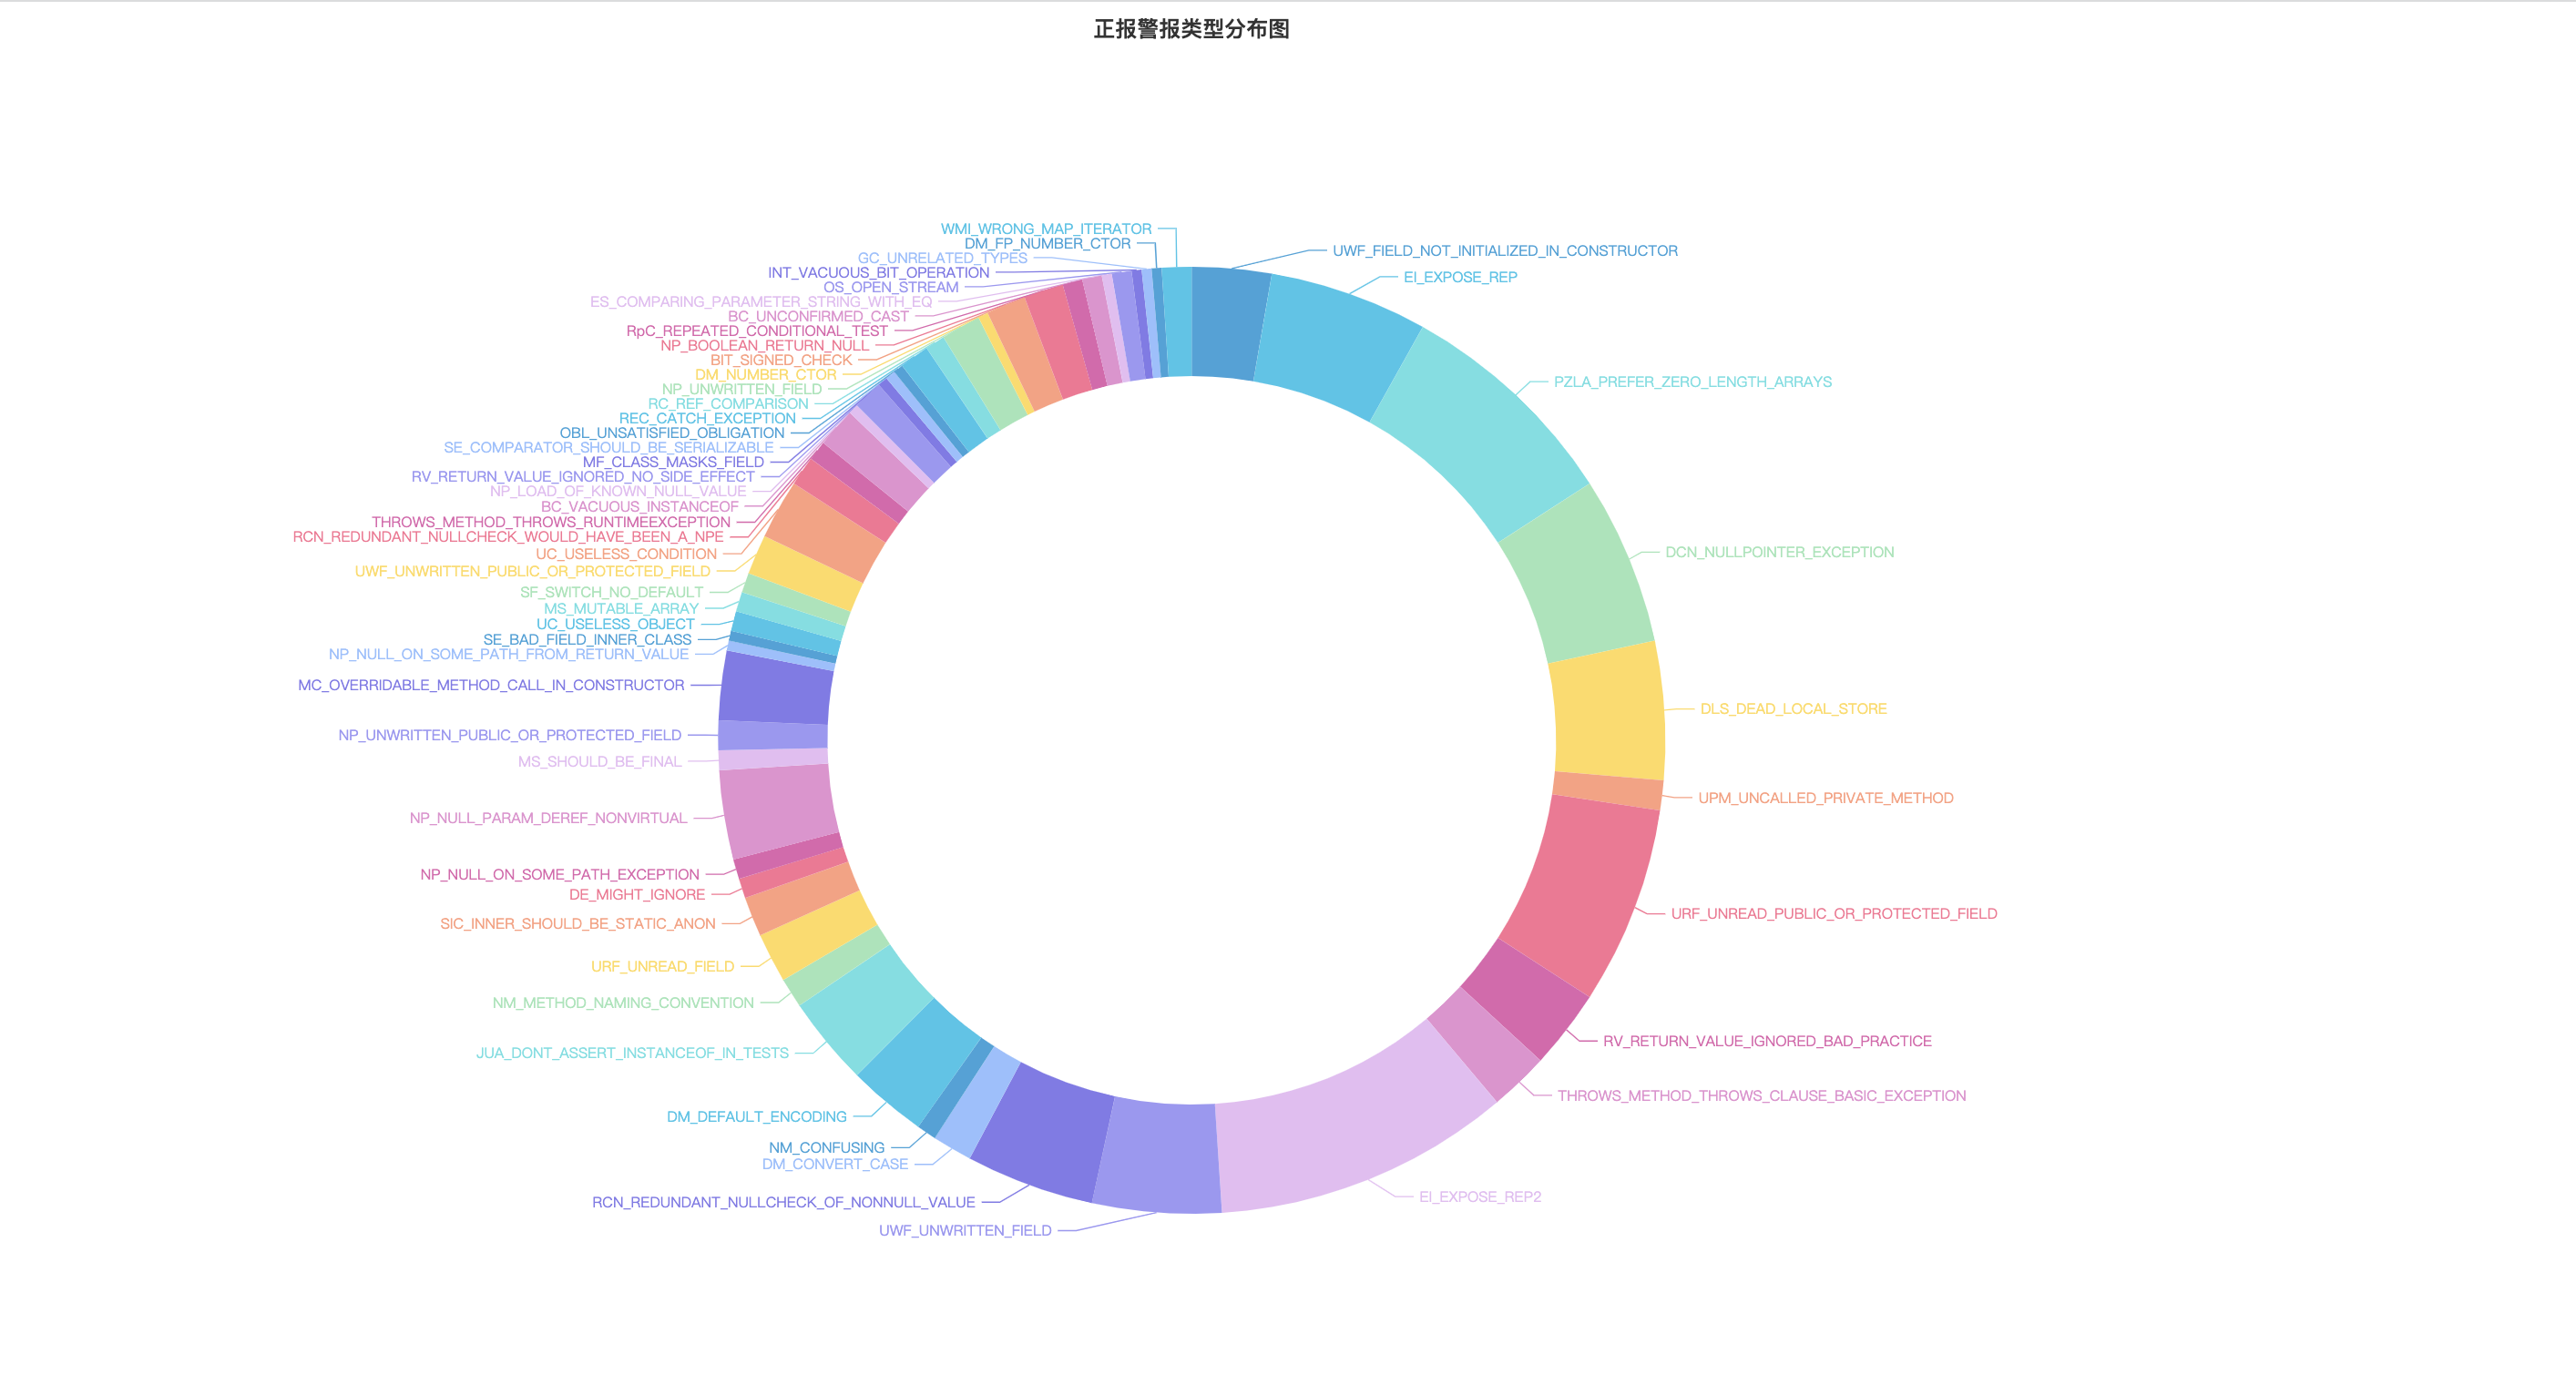 正报警报类型分布图
WMI_WRONG_MAP_ITERATOR
DM_FP_NUMBER_CTOR
GC_UNRELATED_TYPES
INT_VACUOUS_BIT_OPERATION
OS_OPEN_STREAM
ES_COMPARING_PARAMETER_STRING_WITH_EQ
BC_UNCONFIRMED_CAST
RpC_REPEATED_CONDITIONAL_TEST
NP_BOOLEAN_RETURN_NULL
BIT_SIGNED_CHECK
DM_NUMBER_CTOR
NP_UNWRITTEN_FIELD
RC_REF_COMPARISON
REC_CATCH_EXCEPTION
OBL_UNSATISFIED_OBLIGATION
SE_COMPARATOR_SHOULD_BE_SERIALIZABLE
MF_CLASS_MASKS_FIELD
RV_RETURN_VALUE_IGNORED_NO_SIDE_EFFECT
NP_LOAD_OF_KNOWN_NULL_VALUE
BC_VACUOUS_INSTANCEOF
THROWS_METHOD_THROWS_RUNTIMEEXCEPTION
RCN_REDUNDANT_NULLCHECK_WOULD_HAVE_BEEN_A_NPE
UC_USELESS_CONDITION
UWF_UNWRITTEN_PUBLIC_OR_PROTECTED_FIELD
SF_SWITCH_NO_DEFAULT
MS_MUTABLE_ARRAY
UC_USELESS_OBJECT
SE_BAD_FIELD_INNER_CLASS
NP_NULL_ON_SOME_PATH_FROM_RETURN_VALUE
MC_OVERRIDABLE_METHOD_CALL_IN_CONSTRUCTOR
NP_UNWRITTEN_PUBLIC_OR_PROTECTED_FIELD
MS_SHOULD_BE_FINAL
NP_NULL_PARAM_DEREF_NONVIRTUAL
NP_NULL_ON_SOME_PATH_EXCEPTION
DE_MIGHT_IGNORE
SIC_INNER_SHOULD_BE_STATIC_ANON
URF_UNREAD_FIELD
NM_METHOD_NAMING_CONVENTION
JUA_DONT_ASSERT_INSTANCEOF_IN_TESTS
DM_DEFAULT_ENCODING
NM_CONFUSING
DM_CONVERT_CASE
RCN_REDUNDANT_NULLCHECK_OF_NONNULL_VALUE
UWF_UNWRITTEN_FIELD
UWF_FIELD_NOT_INITIALIZED_IN_CONSTRUCTOR
EI_EXPOSE_REP
PZLA_PREFER_ZERO_LENGTH_ARRAYS
DCN_NULLPOINTER_EXCEPTION
DLS_DEAD_LOCAL_STORE
UPM_UNCALLED_PRIVATE_METHOD
URF_UNREAD_PUBLIC_OR_PROTECTED_FIELD
RV_RETURN_VALUE_IGNORED_BAD_PRACTICE
THROWS_METHOD_THROWS_CLAUSE_BASIC_EXCEPTION
EI_EXPOSE_REP2